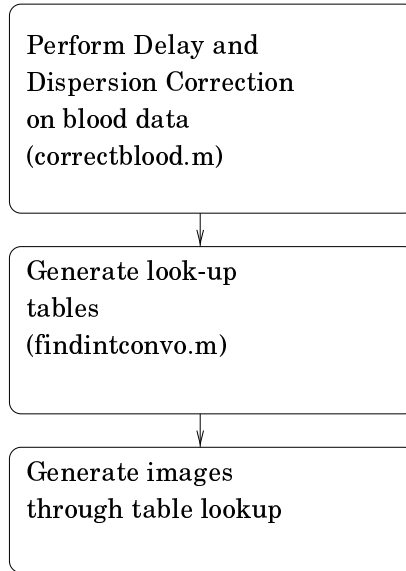 Perform Delay and
Dispersion Correction
on blood data
(correctblood.m)
Generate look-up
tables
(findintconvo.m)
Generate images
through table lookup